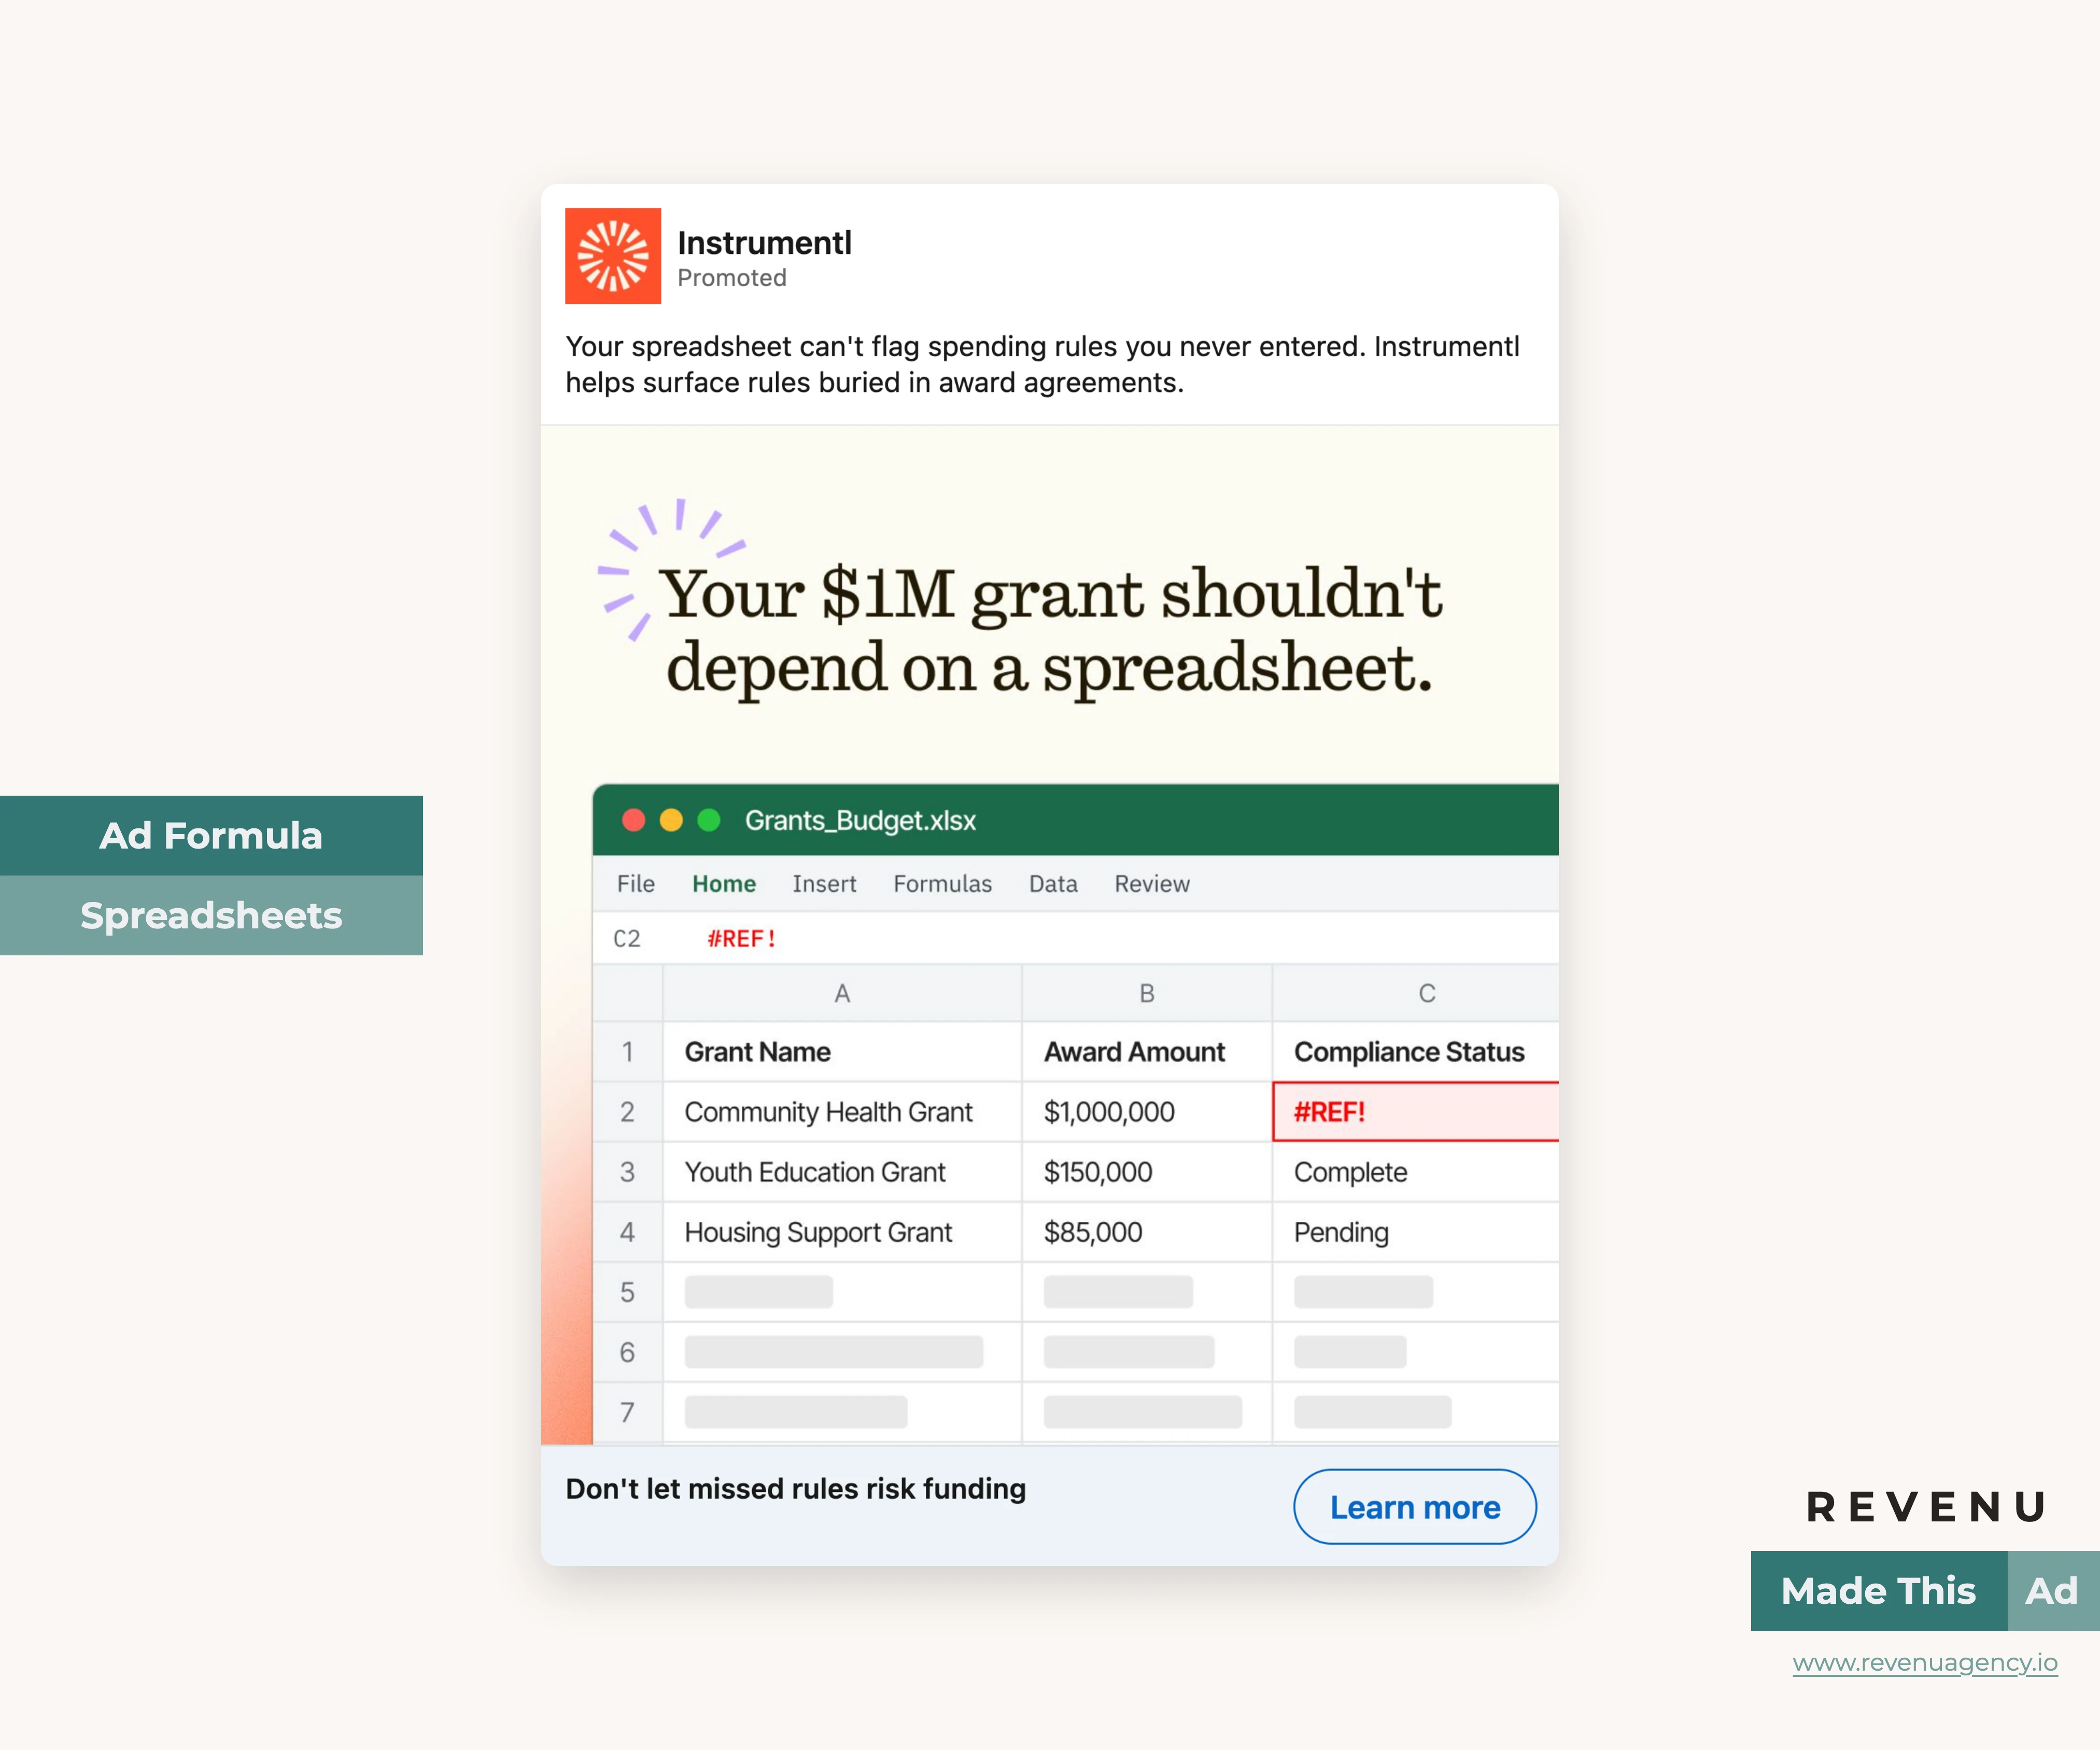 Instrumentl
Promoted
Your spreadsheet can't flag spending rules you never entered. Instrumentl
helps surface rules buried in award agreements.
Your $1M grant shouldn't
depend on a spreadsheet.
Ad Formula
Spreadsheets
Grants_Budget.xlsx
File Home Insert Formulas Data Review
C2 #REF!
A B C
1 Grant Name Award Amount Compliance Status
2 Community Health Grant $1,000,000 #REF!
3 Youth Education Grant $150,000 Complete
4 Housing Support Grant $85,000 Pending
5
6
7
Don't let missed rules risk funding
Learn more
REVENU
Made This Ad
www.revenuagency.io